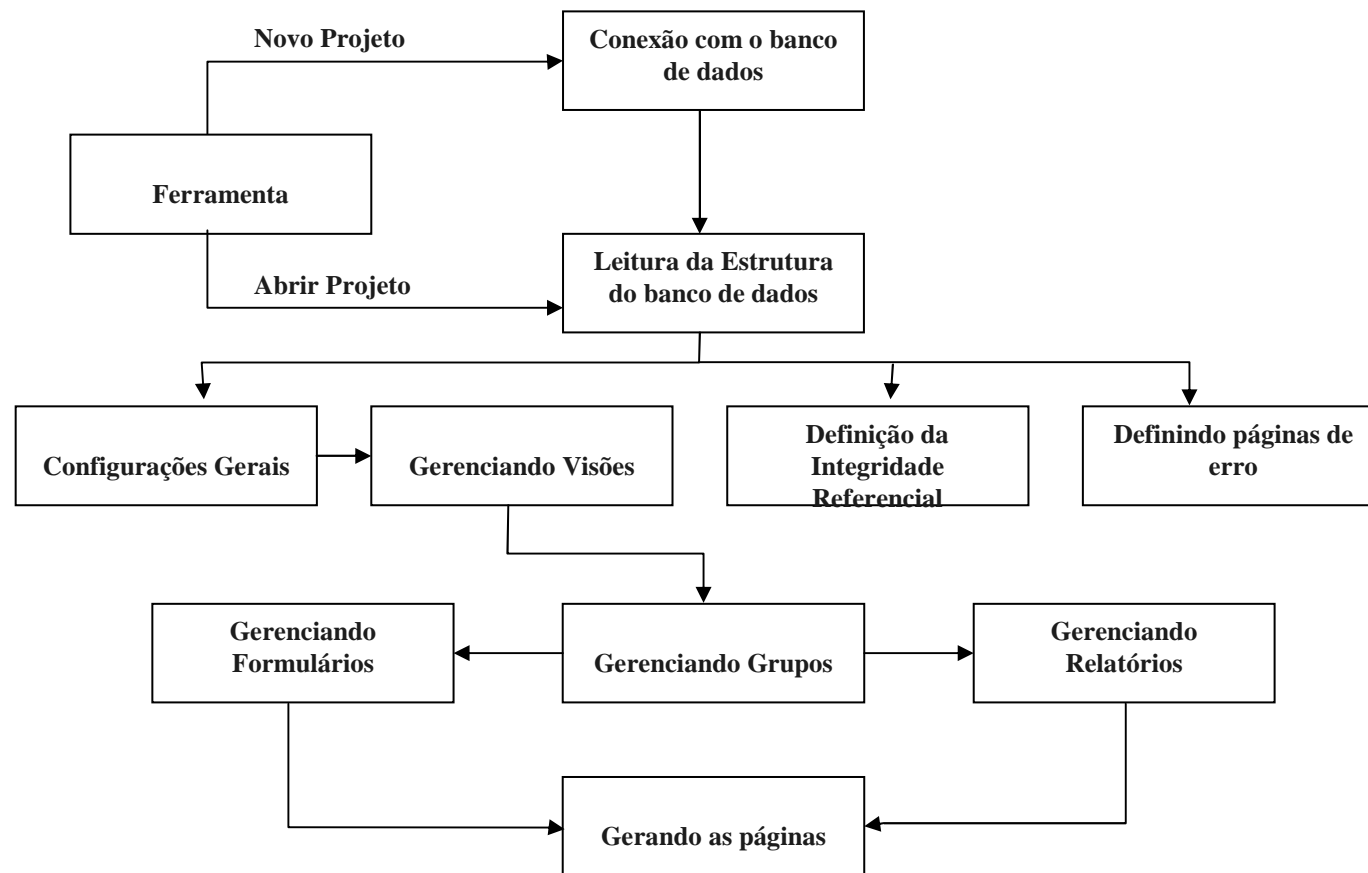 Novo Projeto
Conexão com o banco
de dados
Ferramenta
Abrir Projeto
Leitura da Estrutura
do banco de dados
Configurações Gerais
Gerenciando Visões
Definição da
Integridade
Referencial
Definindo páginas de
erro
Gerenciando
Formulários
Gerenciando Grupos
Gerenciando
Relatórios
Gerando as páginas